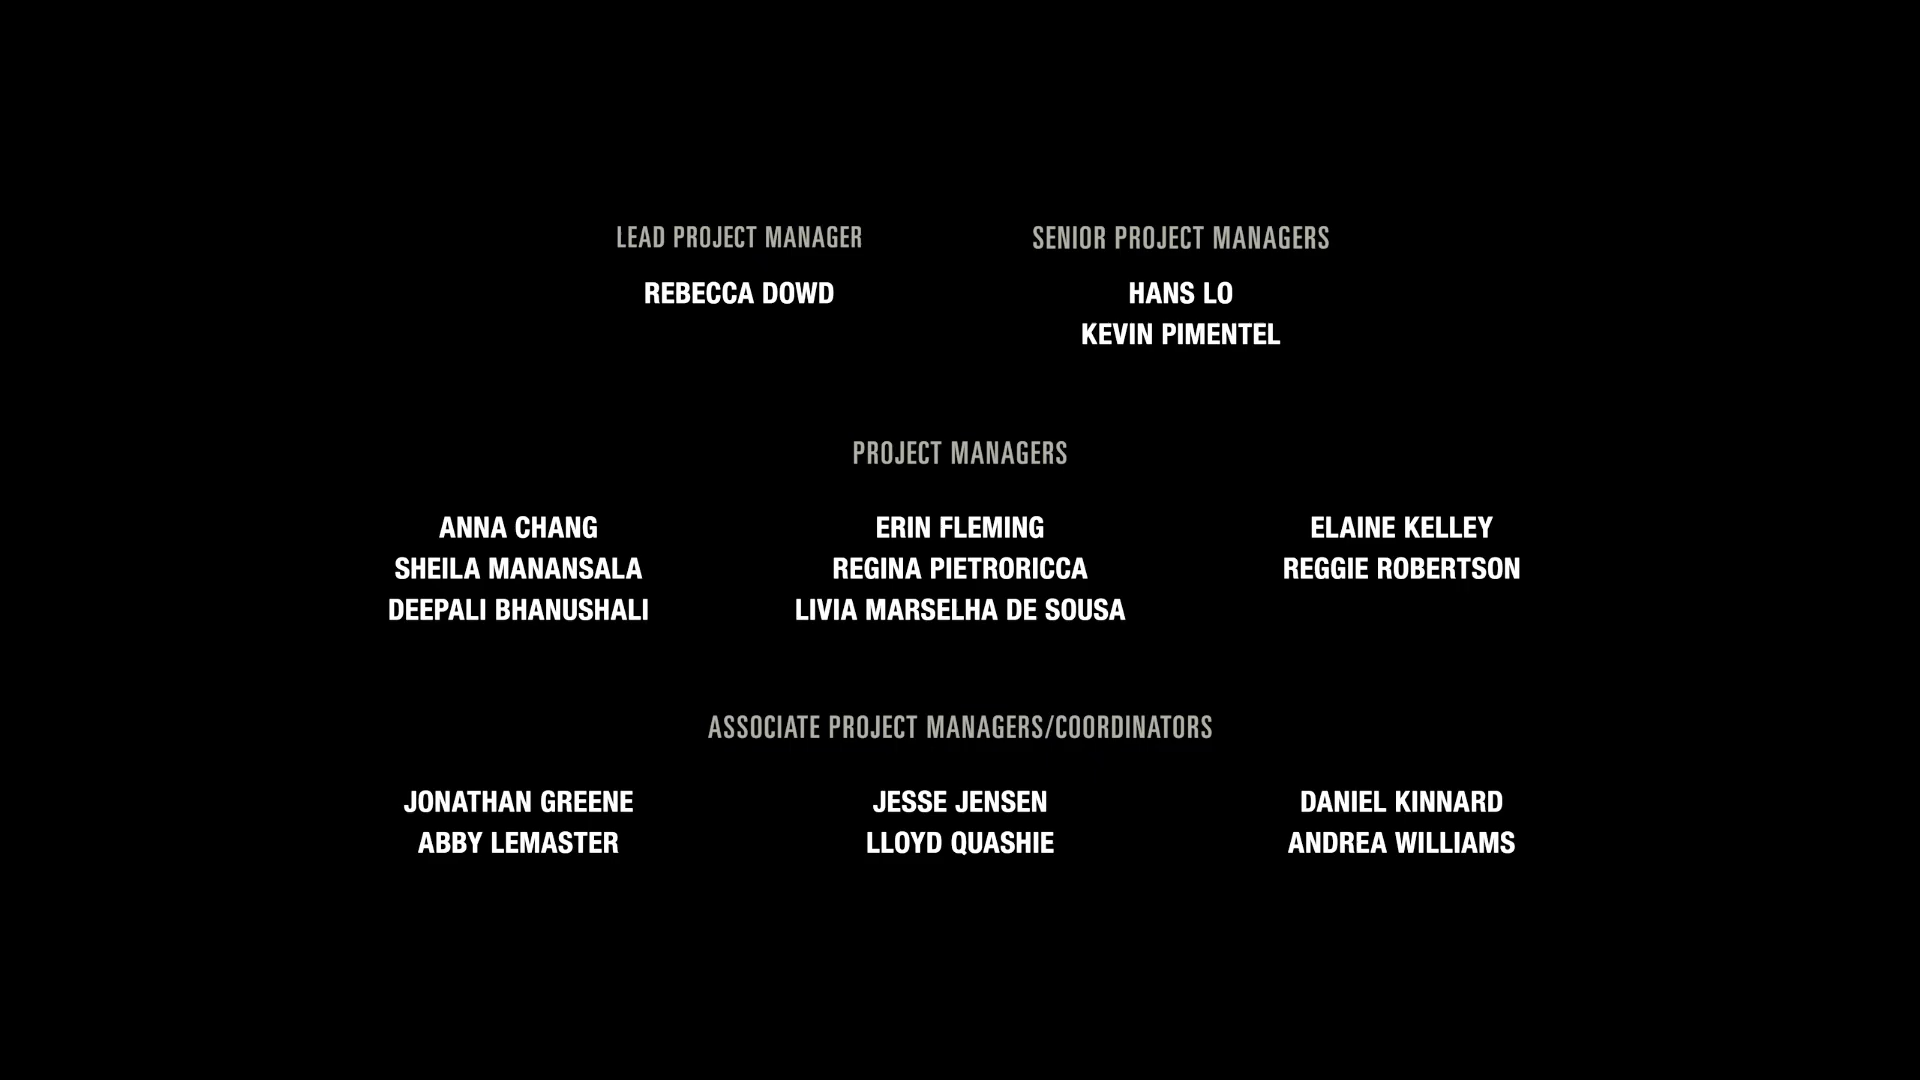 LEAD PROJECT MANAGER
REBECCA DOWD
SENIOR PROJECT MANAGERS
HANS LO
KEVIN PIMENTEL
PROJECT MANAGERS
ANNA CHANG
SHEILA MANANSALA
DEEPALI BHANUSHALI
ERIN FLEMING
REGINA PIETRORICCA
LIVIA MARSELHA DE SOUSA
ELAINE KELLEY
REGGIE ROBERTSON
ASSOCIATE PROJECT MANAGERS/COORDINATORS
JONATHAN GREENE
ABBY LEMASTER
JESSE JENSEN
LLOYD QUASHIE
DANIEL KINNARD
ANDREA WILLIAMS